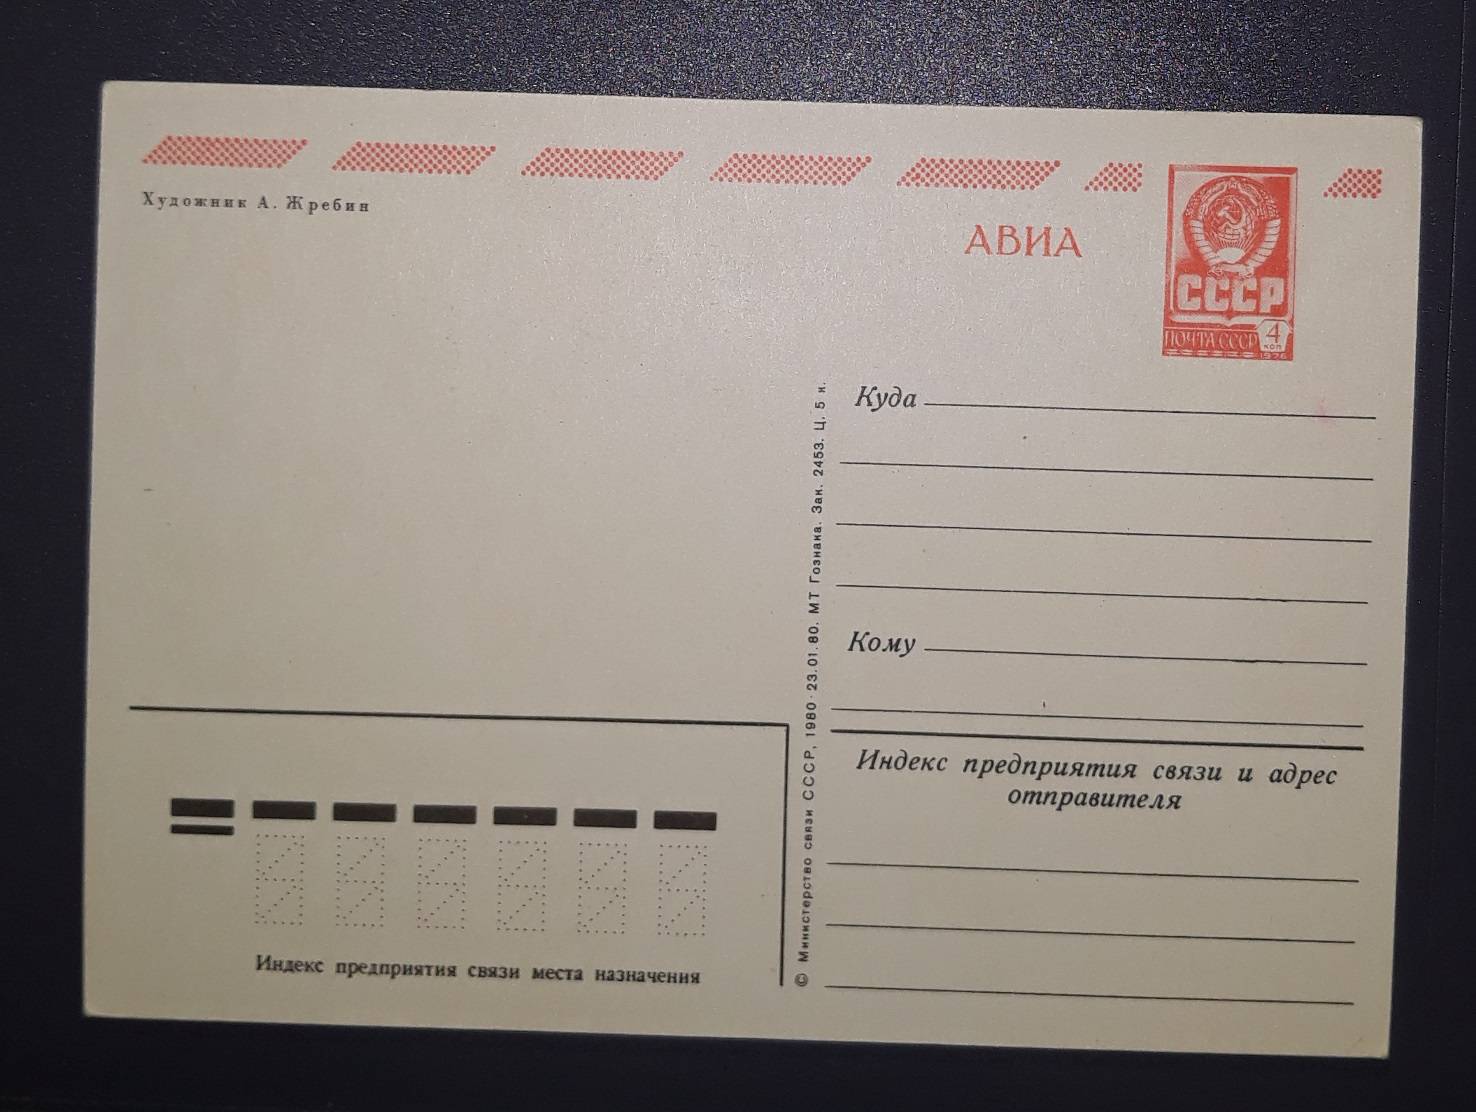 Художник А. Жребин
АВИА
СССР
ПОЧТА СССР
4
коп
1976
Куда
Кому
Индекс предприятия связи и адрес
отправителя
© Министерство связи СССР, 1980 · 23.01.80. МТ Гознака. Зак. 2453. Ц. 5 к.
Индекс предприятия связи места назначения